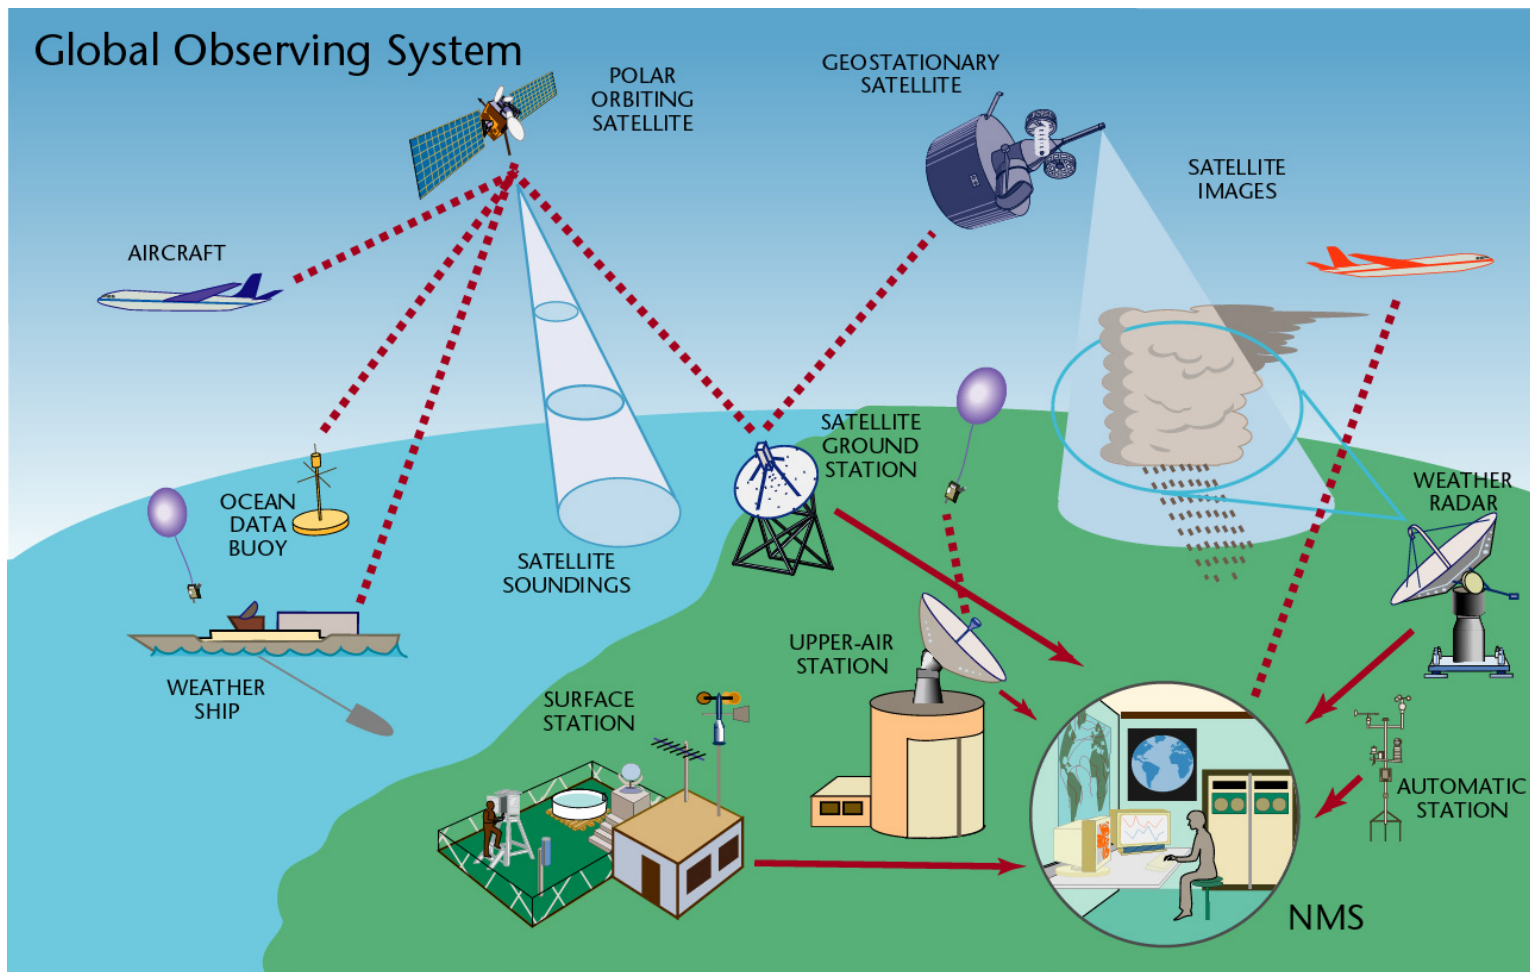 Global Observing System
POLAR
ORBITING
SATELLITE
GEOSTATIONARY
SATELLITE
SATELLITE
IMAGES
AIRCRAFT
SATELLITE
GROUND
STATION
WEATHER
RADAR
OCEAN
DATA
BUOY
SATELLITE
SOUNDINGS
UPPER-AIR
STATION
WEATHER
SHIP
SURFACE
STATION
AUTOMATIC
STATION
NMS